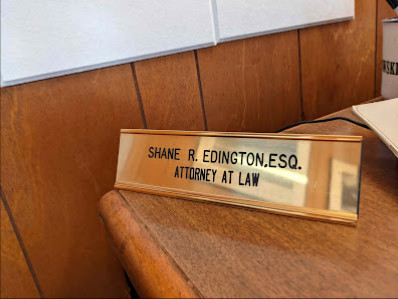 SHANE R. EDINGTON, ESQ.
ATTORNEY AT LAW